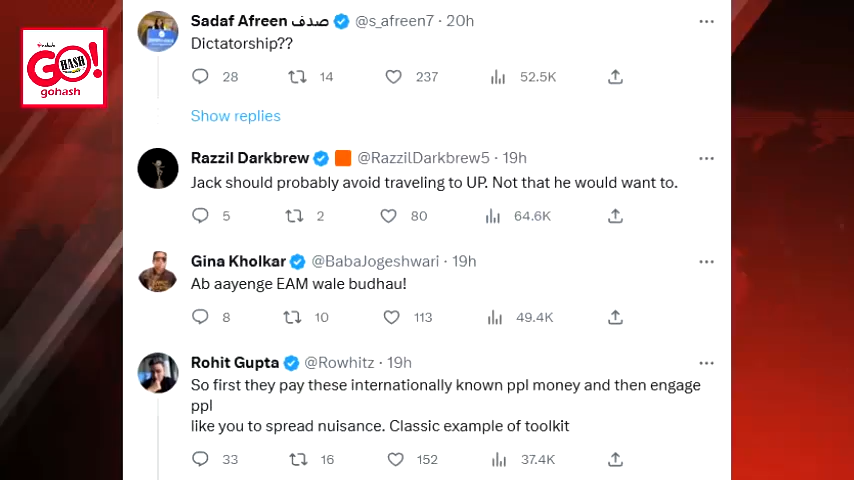 GO!
HASH
gohash
Sadaf Afreen صدف @s_afreen7 · 20h
Dictatorship??
28 14 237 52.5K
Show replies
Razzil Darkbrew @RazzilDarkbrew5 · 19h
Jack should probably avoid traveling to UP. Not that he would want to.
5 2 80 64.6K
Gina Kholkar @BabaJogeshwari · 19h
Ab aayenge EAM wale budhau!
8 10 113 49.4K
Rohit Gupta @Rowhitz · 19h
So first they pay these internationally known ppl money and then engage
ppl
like you to spread nuisance. Classic example of toolkit
33 16 152 37.4K